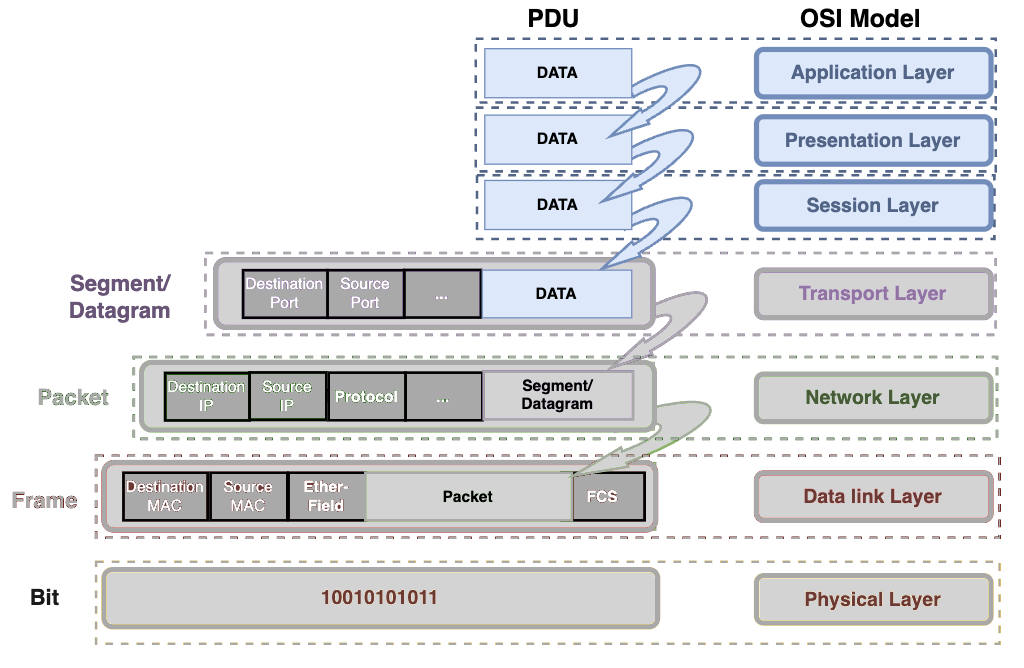 PDU
OSI Model
DATA
Application Layer
DATA
Presentation Layer
DATA
Session Layer
Segment/
Datagram
Destination
Port
Source
Port
...
DATA
Transport Layer
Packet
Destination
IP
Source
IP
Protocol
...
Segment/
Datagram
Network Layer
Frame
Destination
MAC
Source
MAC
Ether-
Field
Packet
FCS
Data link Layer
Bit
10010101011
Physical Layer